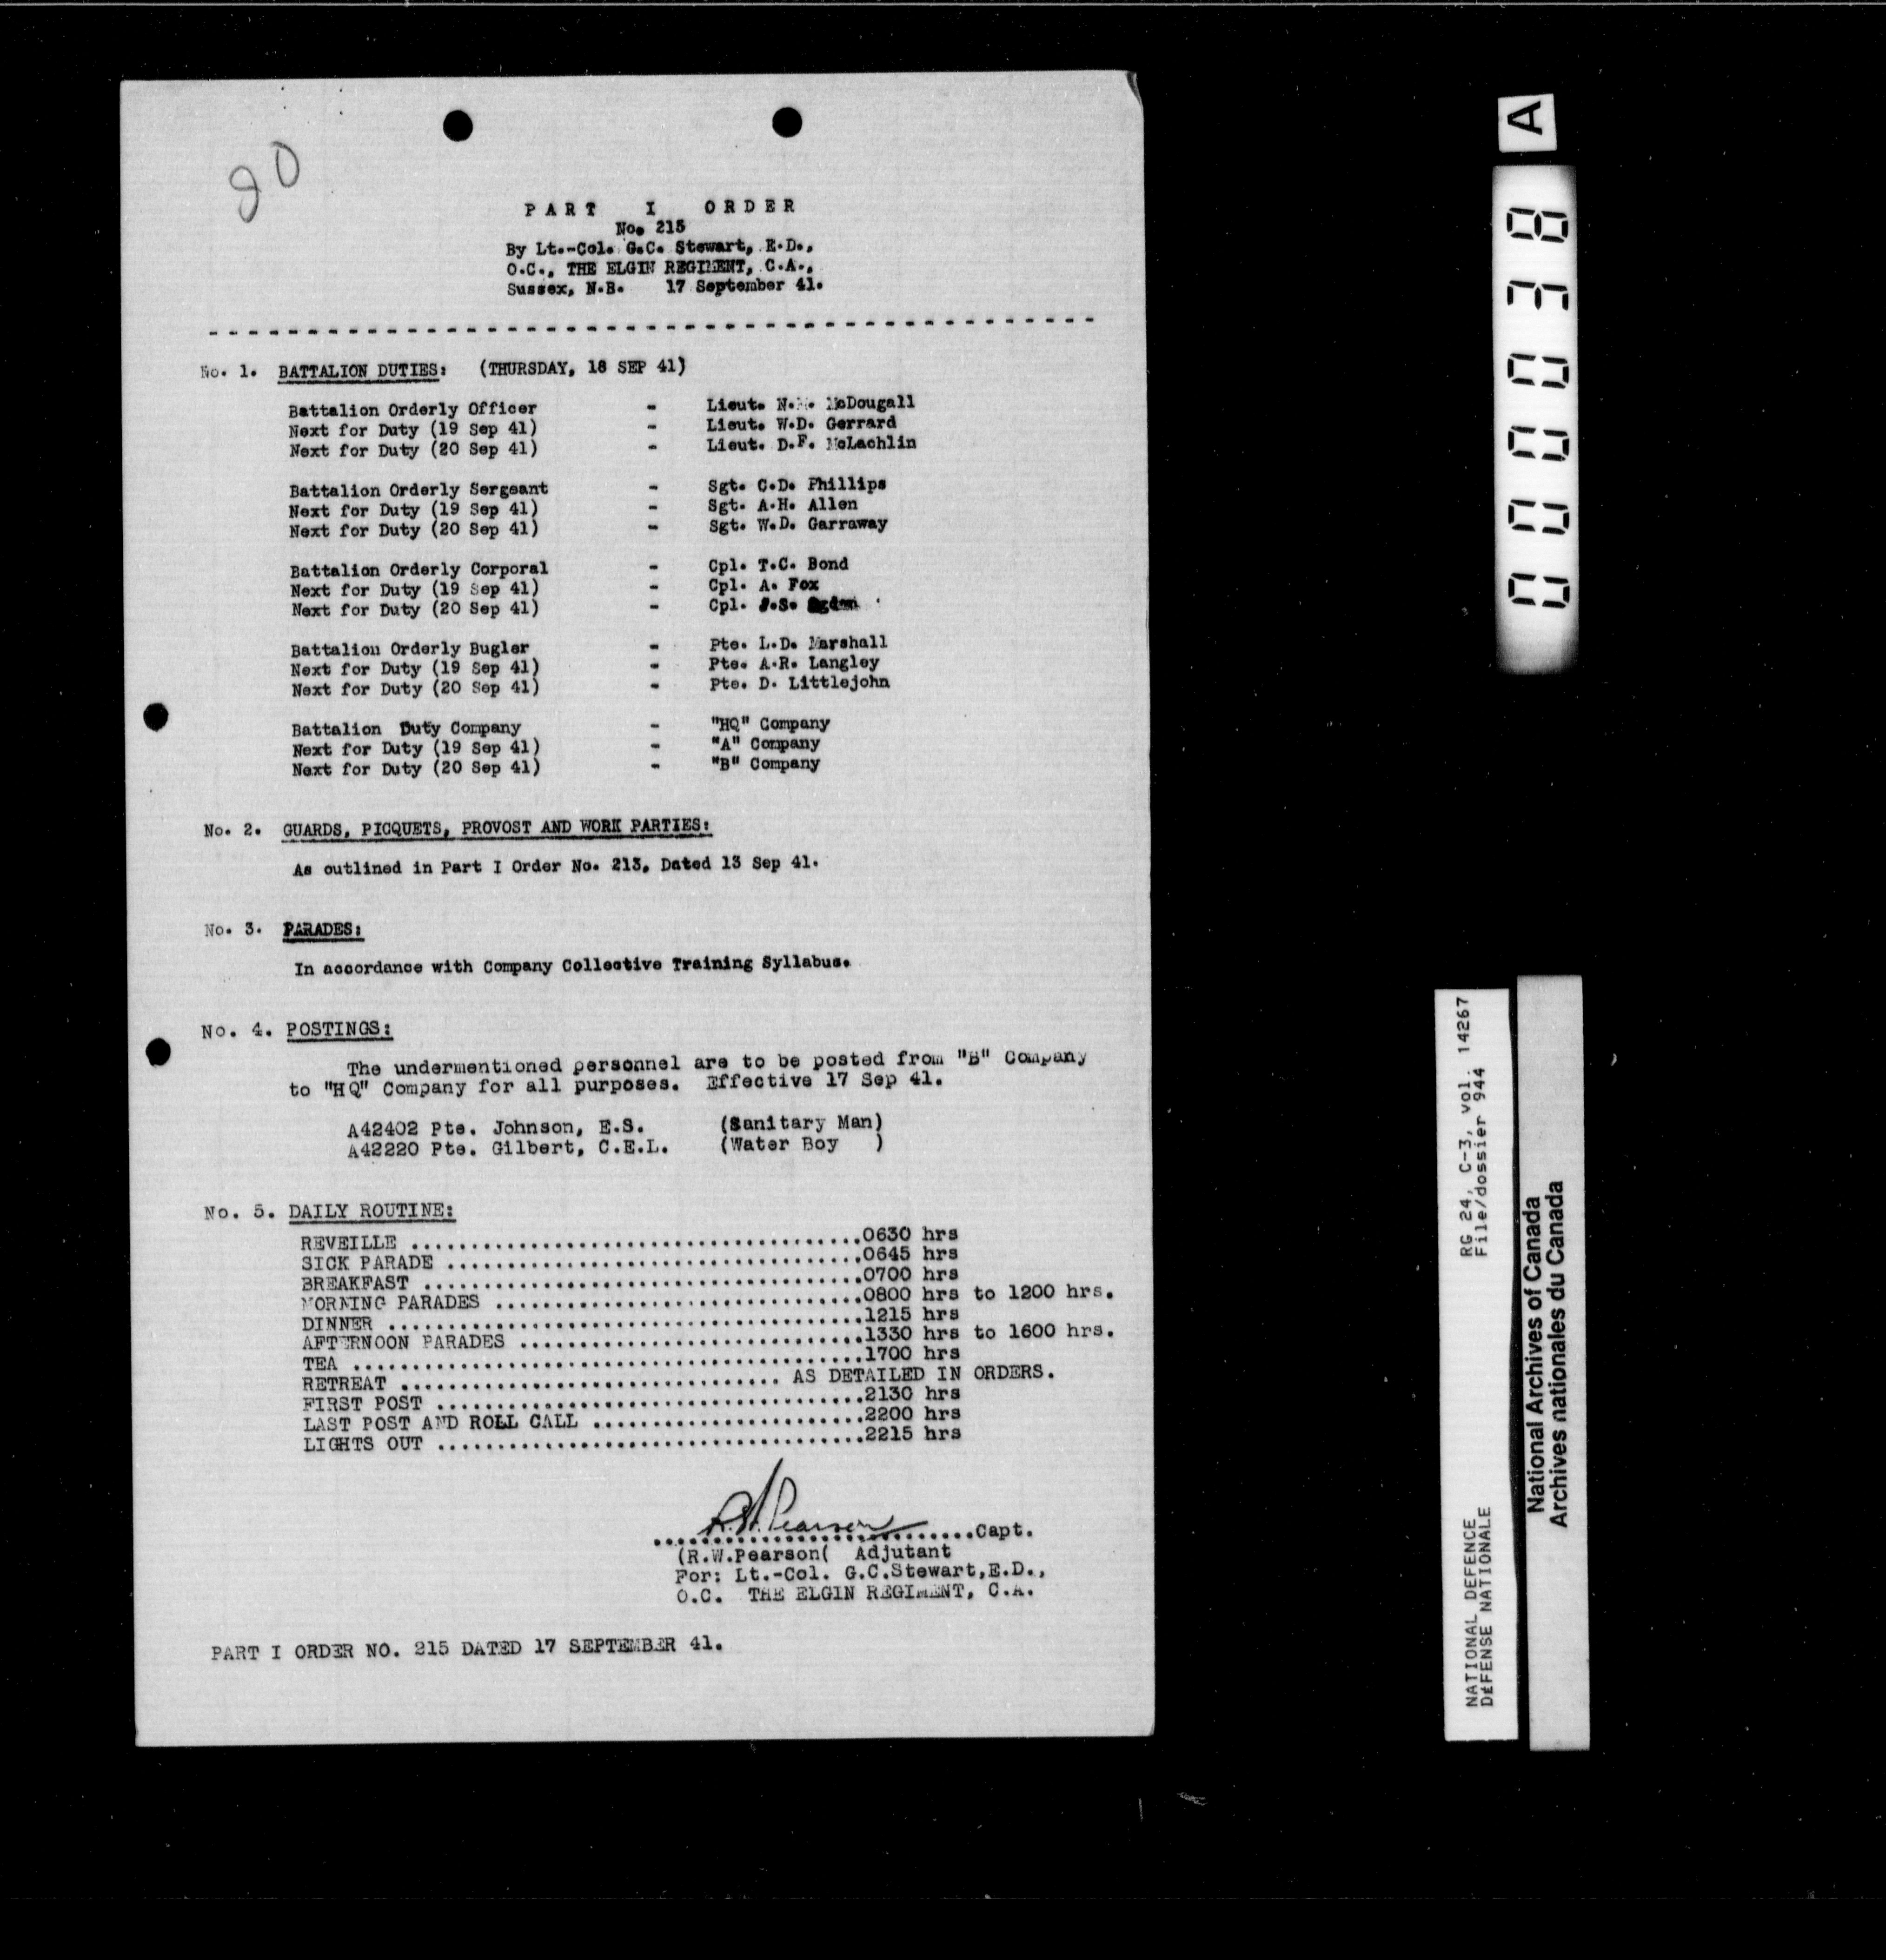 80
PART I ORDER
No. 215
By Lt.-Col. G.C. Stewart, E.D.,
O.C., THE ELGIN REGIMENT, C.A.,
Sussex, N.B. 17 September 41.
No. 1. BATTALION DUTIES: (THURSDAY, 18 SEP 41)
Battalion Orderly Officer - Lieut. N.M. McDougall
Next for Duty (19 Sep 41) - Lieut. W.D. Gerrard
Next for Duty (20 Sep 41) - Lieut. D.F. McLachlin
Battalion Orderly Sergeant - Sgt. C.D. Phillips
Next for Duty (19 Sep 41) - Sgt. A.H. Allen
Next for Duty (20 Sep 41) - Sgt. W.D. Garraway
Battalion Orderly Corporal - Cpl. T.C. Bond
Next for Duty (19 Sep 41) - Cpl. A. Fox
Next for Duty (20 Sep 41) - Cpl. J.S. Ogden
Battalion Orderly Bugler - Pte. L.D. Marshall
Next for Duty (19 Sep 41) - Pte. A.R. Langley
Next for Duty (20 Sep 41) - Pte. D. Littlejohn
Battalion Duty Company - "HQ" Company
Next for Duty (19 Sep 41) - "A" Company
Next for Duty (20 Sep 41) - "B" Company
No. 2. GUARDS, PICQUETS, PROVOST AND WORK PARTIES:
As outlined in Part I Order No. 213, Dated 13 Sep 41.
No. 3. PARADES:
In accordance with Company Collective Training Syllabus.
No. 4. POSTINGS:
The undermentioned personnel are to be posted from "B" Company
to "HQ" Company for all purposes. Effective 17 Sep 41.
A42402 Pte. Johnson, E.S. (Sanitary Man)
A42220 Pte. Gilbert, C.E.L. (Water Boy )
No. 5. DAILY ROUTINE:
REVEILLE ......................................0630 hrs
SICK PARADE ...................................0645 hrs
BREAKFAST .....................................0700 hrs
MORNING PARADES ...............................0800 hrs to 1200 hrs.
DINNER ........................................1215 hrs
AFTERNOON PARADES .............................1330 hrs to 1600 hrs.
TEA ...........................................1700 hrs
RETREAT ................................ AS DETAILED IN ORDERS.
FIRST POST ....................................2130 hrs
LAST POST AND ROLL CALL .......................2200 hrs
LIGHTS OUT ....................................2215 hrs
R.W. Pearson
...........................Capt.
(R.W.Pearson( Adjutant
For: Lt.-Col. G.C.Stewart,E.D.,
O.C. THE ELGIN REGIMENT, C.A.
PART I ORDER NO. 215 DATED 17 SEPTEMBER 41.
00038 A
NATIONAL DEFENCE RG 24, C-3, vol. 14267
DÉFENSE NATIONALE File/dossier 944
National Archives of Canada
Archives nationales du Canada